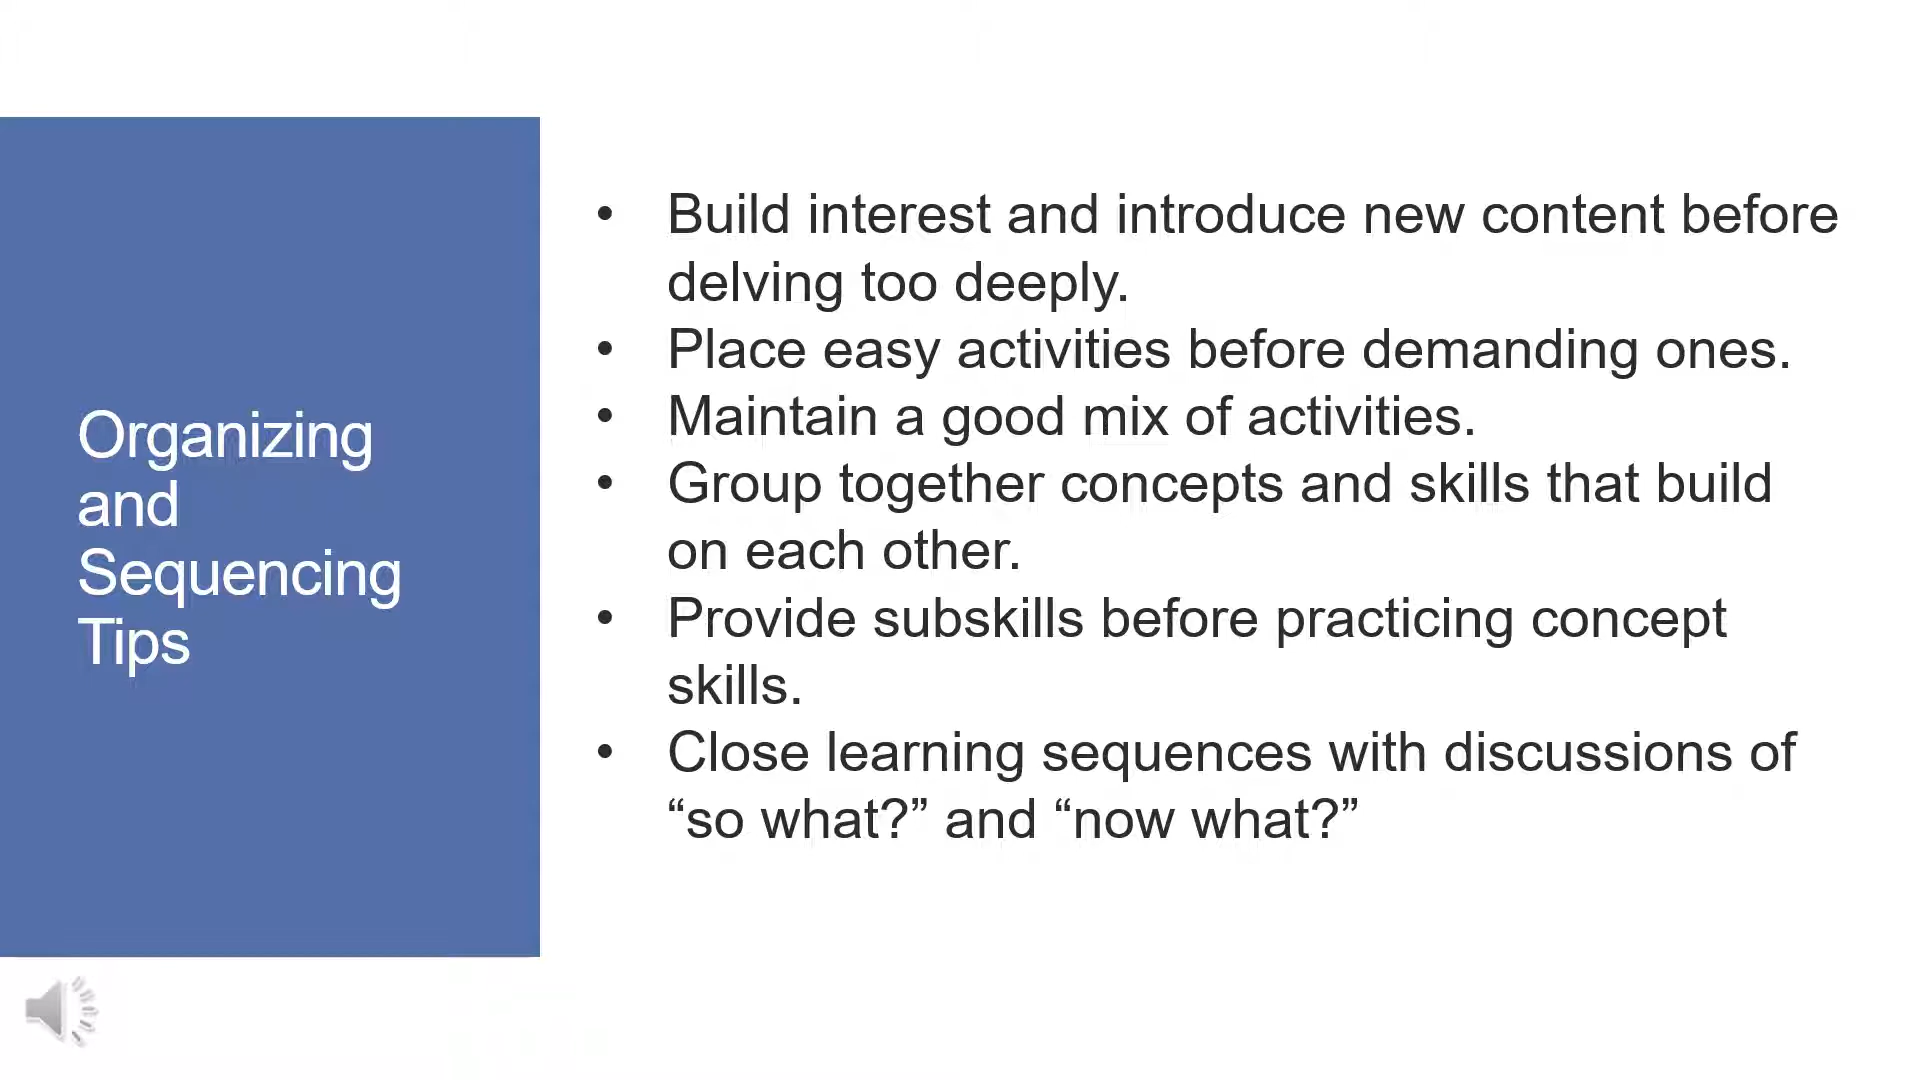 Organizing
and
Sequencing
Tips
• Build interest and introduce new content before
delving too deeply.
• Place easy activities before demanding ones.
• Maintain a good mix of activities.
• Group together concepts and skills that build
on each other.
• Provide subskills before practicing concept
skills.
• Close learning sequences with discussions of
“so what?” and “now what?”